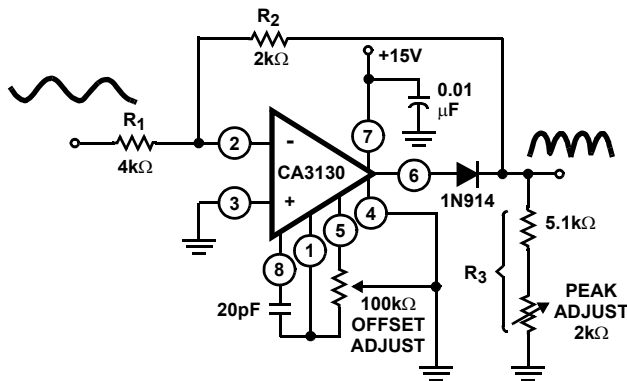 R2
2kΩ
+15V
0.01
μF
R1
4kΩ
2
-
7
CA3130
6
1N914
3
+
4
5
1
8
5.1kΩ
R3
20pF
100kΩ
OFFSET
ADJUST
PEAK
ADJUST
2kΩ